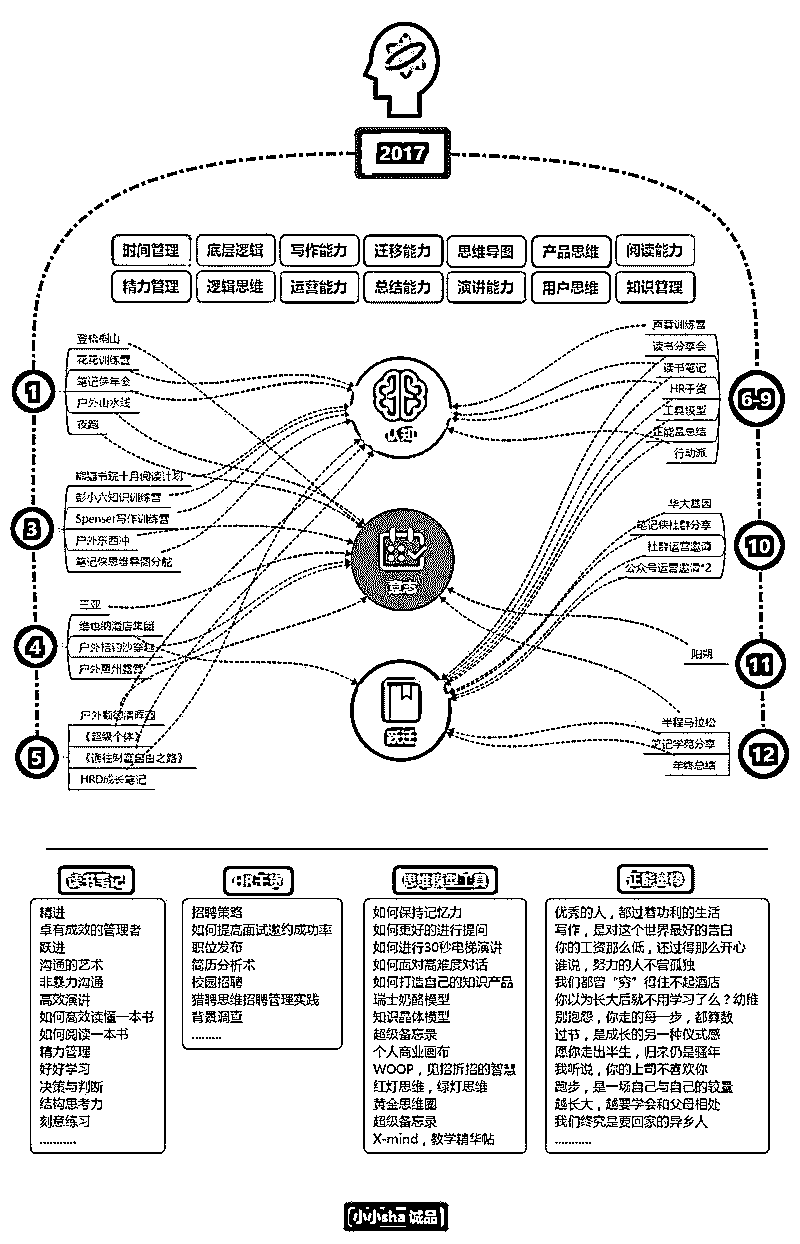 2017
时间管理
底层逻辑
写作能力
迁移能力
思维导图
产品思维
阅读能力
精力管理
逻辑思维
运营能力
总结能力
演讲能力
用户思维
知识管理
1
登梧桐山
花花训练营
笔记侠年会
户外山水线
夜跑
3
书院十月阅读计划
彭小六知识训练营
Spenser写作训练营
户外东西冲
笔记侠思维导图分舵
4
三亚
维也纳酒店集团
户外
户外惠州露营
5
户外
《超级个体》
《通往财富自由之路》
HRD成长笔记
认知
6-9
声音训练营
读书分享会
读书笔记
HR干货
工具模型
正能量总结
行动派
10
华大基因
笔记侠社群分享
社群运营邀请
公众号运营邀请*2
11
阳朔
12
半程马拉松
笔记学苑分享
年终总结
读书笔记
精进
卓有成效的管理者
跃进
沟通的艺术
非暴力沟通
高效演讲
如何高效读懂一本书
如何阅读一本书
精力管理
好好学习
决策与判断
结构思考力
刻意练习
...........
HR干货
招聘策略
如何提高面试邀约成功率
职位发布
简历分析术
校园招聘
猎聘思维招聘管理实践
背景调查
.........
思维模型工具
如何保持记忆力
如何更好的进行提问
如何进行30秒电梯演讲
如何面对高难度对话
如何打造自己的知识产品
瑞士奶酪模型
知识晶体模型
超级备忘录
个人商业画布
WOOP，见招拆招的智慧
红灯思维，绿灯思维
黄金思维圈
超级备忘录
X-mind，教学精华帖
优秀的人，都过着功利的生活
写作，是对这个世界最好的告白
你的工资那么低，还过得那么开心
谁说，努力的人不曾孤独
我们都曾“穷”得住不起酒店
你以为长大后就不用学习了么？幼稚
别抱怨，你走的每一步，都算数
过节，是成长的另一种仪式感
愿你走出半生，归来仍是骚年
我听说，你的上司不喜欢你
跑步，是一场自己与自己的较量
越长大，越要学会和父母相处
我们终究是要回家的异乡人
...........
小小sha 诚品